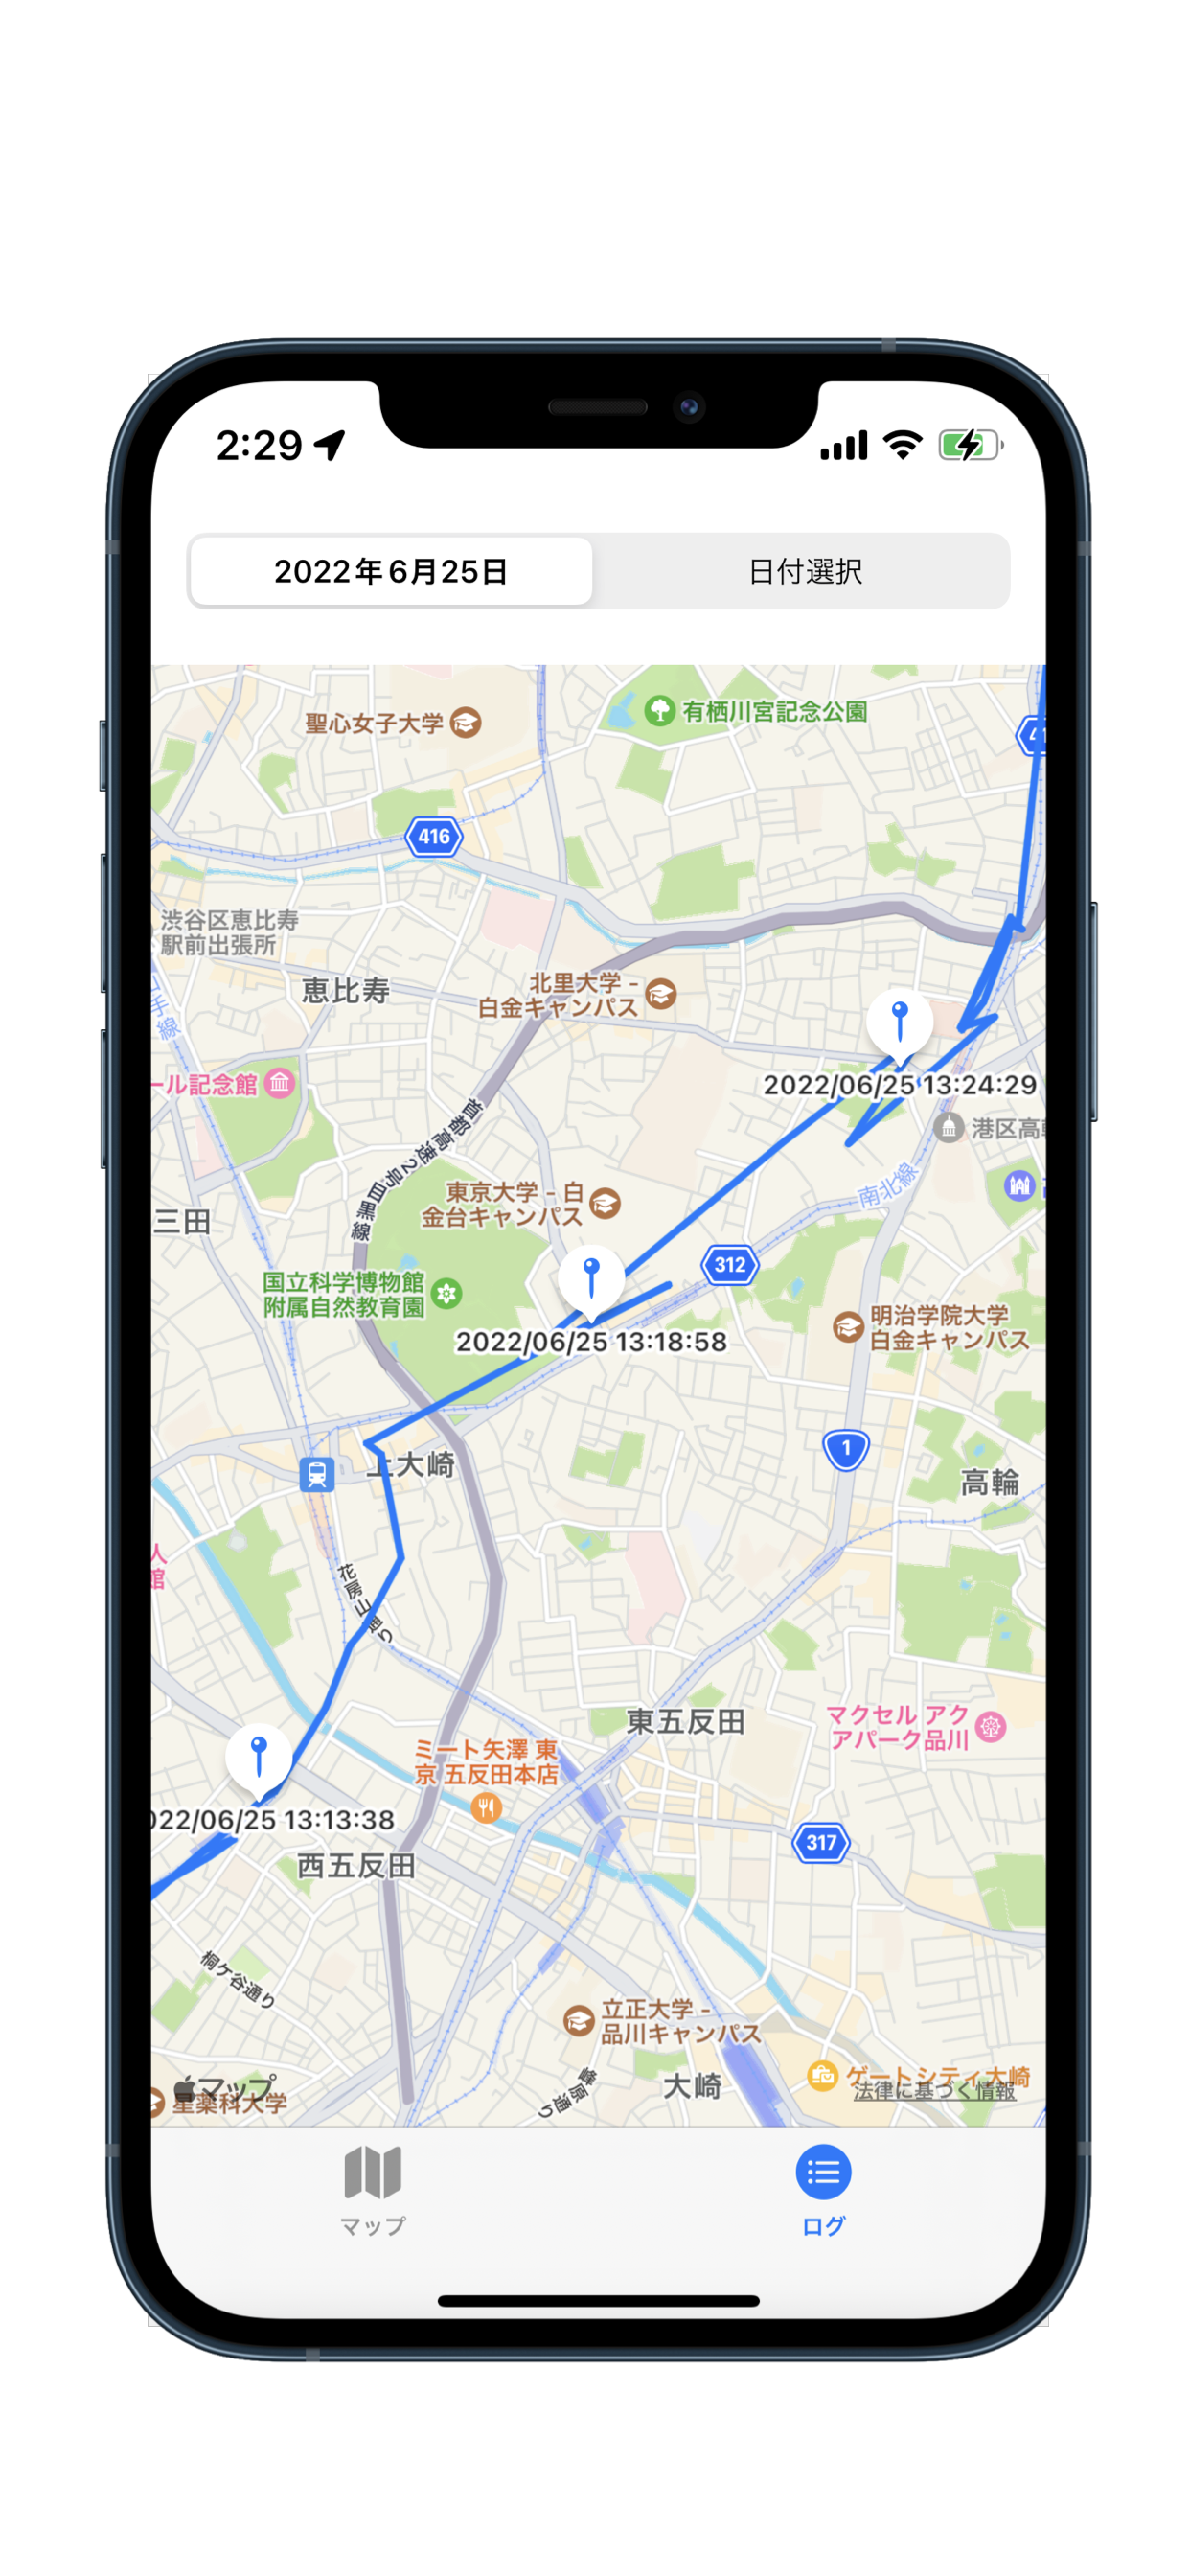 2:29
2022年6月25日
日付選択
聖心女子大学
有栖川宮記念公園
416
41
渋谷区恵比寿
駅前出張所
恵比寿
北里大学 -
白金キャンパス
手線
ール記念館
2022/06/25 13:24:29
港区高
首都高速2号目黒線
南北線
東京大学 - 白
金台キャンパス
三田
312
国立科学博物館
附属自然教育園
明治学院大学
白金キャンパス
2022/06/25 13:18:58
1
上大崎
高輪
人
館
花房山通り
東五反田
マクセル アク
アパーク品川
ミート矢澤 東
京 五反田本店
022/06/25 13:13:38
317
西五反田
桐ケ谷通り
立正大学 -
品川キャンパス
峰原通り
大崎
ゲートシティ大崎
法律に基づく情報
マップ
星薬科大学
マップ
ログ